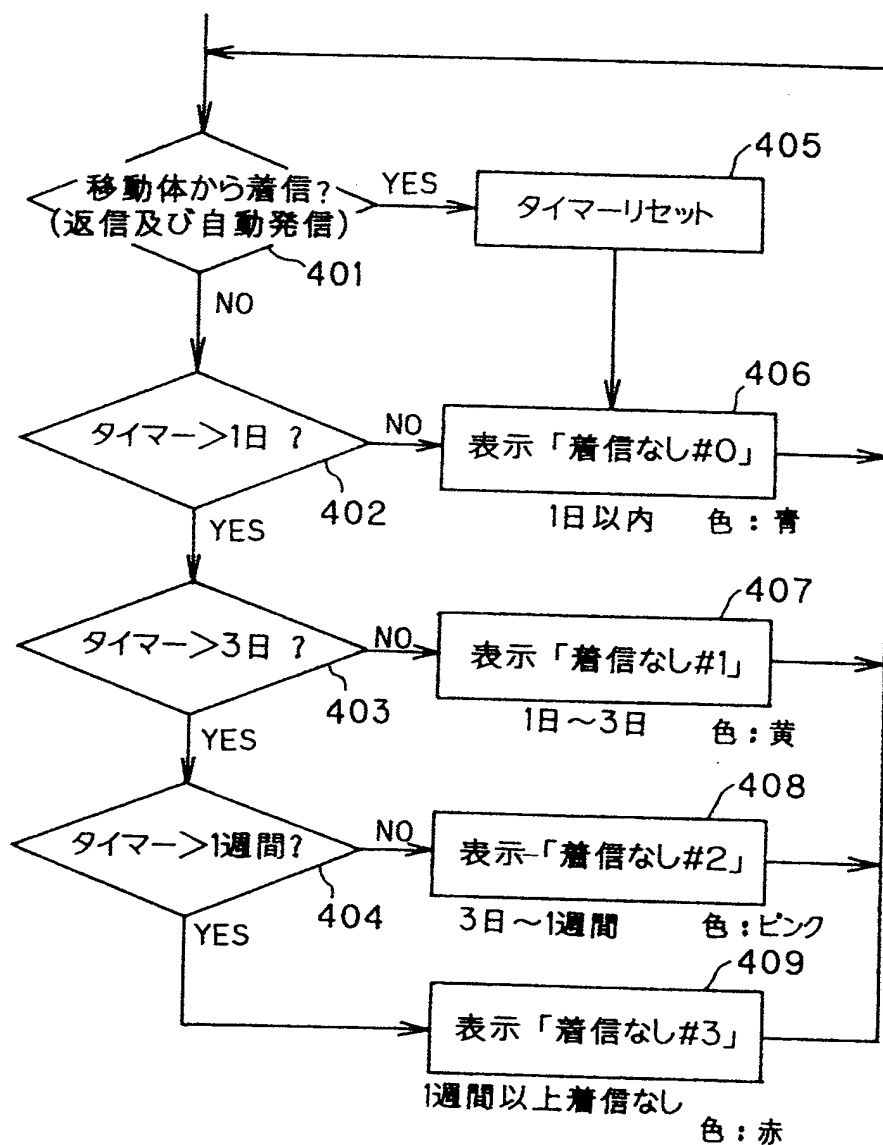 405
移動体から着信?
(返信及び自動発信)
YES
タイマーリセット
401
NO
406
タイマー>1日 ?
NO
表示「着信なし#0」
402
1日以内 色:青
YES
407
タイマー>3日 ?
NO
表示「着信なし#1」
403
1日～3日 色:黄
YES
408
タイマー>1週間?
NO
表示「着信なし#2」
404
3日～1週間 色:ピンク
YES
409
表示「着信なし#3」
1週間以上着信なし
色:赤